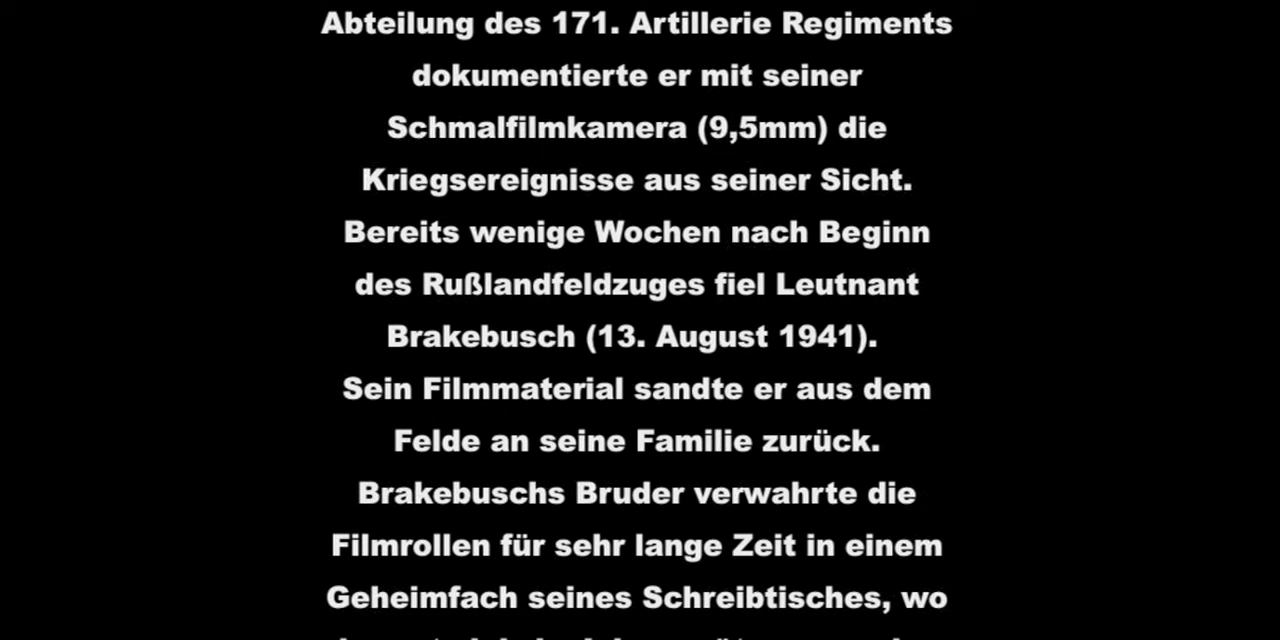 Abteilung des 171. Artillerie Regiments
dokumentierte er mit seiner
Schmalfilmkamera (9,5mm) die
Kriegsereignisse aus seiner Sicht.
Bereits wenige Wochen nach Beginn
des Rußlandfeldzuges fiel Leutnant
Brakebusch (13. August 1941).
Sein Filmmaterial sandte er aus dem
Felde an seine Familie zurück.
Brakebuschs Bruder verwahrte die
Filmrollen für sehr lange Zeit in einem
Geheimfach seines Schreibtisches, wo